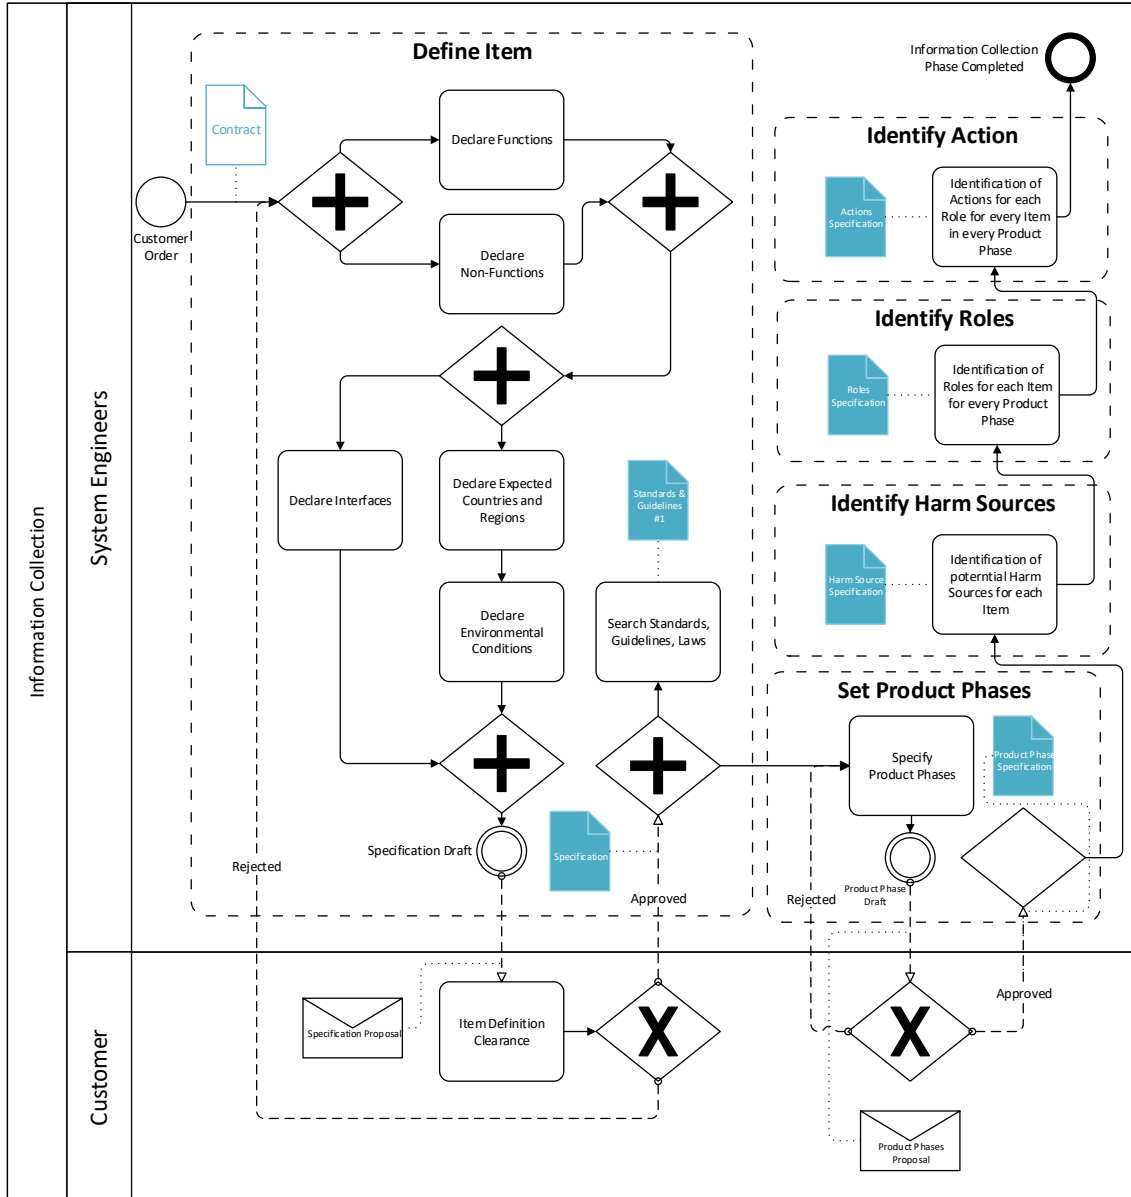 Information Collection
System Engineers
Customer
Define Item
Contract
Customer
Order
Declare Functions
Declare
Non-Functions
Declare Interfaces
Declare Expected
Countries and
Regions
Declare
Environmental
Conditions
Standards &
Guidelines
#1
Search Standards,
Guidelines, Laws
Specification Draft
Specification
Rejected
Approved
Specification Proposal
Item Definition
Clearance
X
Information Collection
Phase Completed
Identify Action
Actions
Specification
Identification of
Actions for each
Role for every Item
in every Product
Phase
Identify Roles
Roles
Specification
Identification of
Roles for each Item
for every Product
Phase
Identify Harm Sources
Harm Source
Specification
Identification of
poterntial Harm
Sources for each
Item
Set Product Phases
Specify
Product Phases
Product Phase
Specification
Product Phase
Draft
Rejected
Approved
X
Product Phases
Proposal